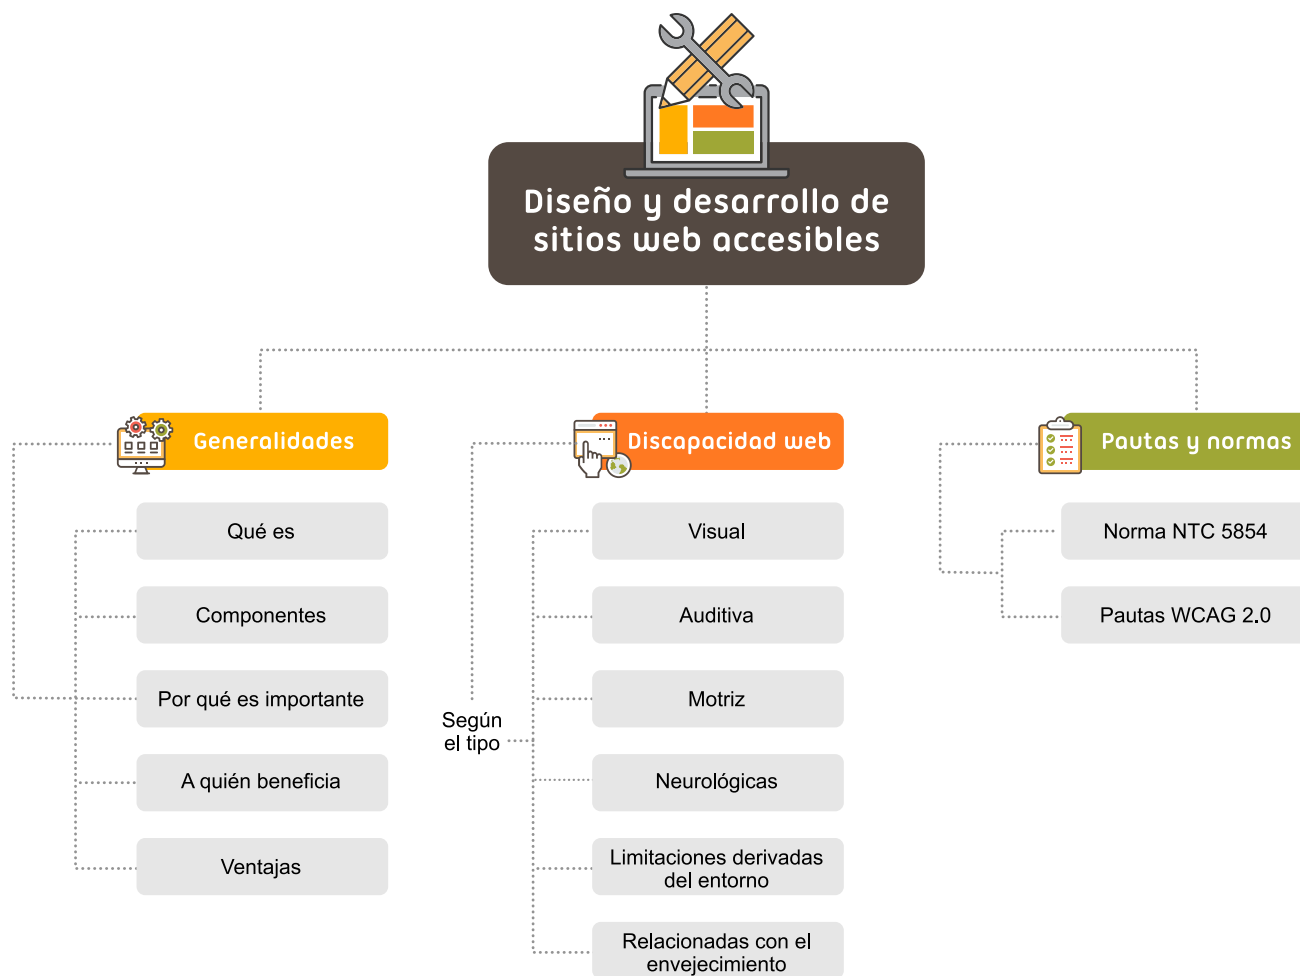 Diseño y desarrollo de
sitios web accesibles
Generalidades
Qué es
Componentes
Por qué es importante
A quién beneficia
Ventajas
Discapacidad web
Según
el tipo
Visual
Auditiva
Motriz
Neurológicas
Limitaciones derivadas
del entorno
Relacionadas con el
envejecimiento
Pautas y normas
Norma NTC 5854
Pautas WCAG 2.0